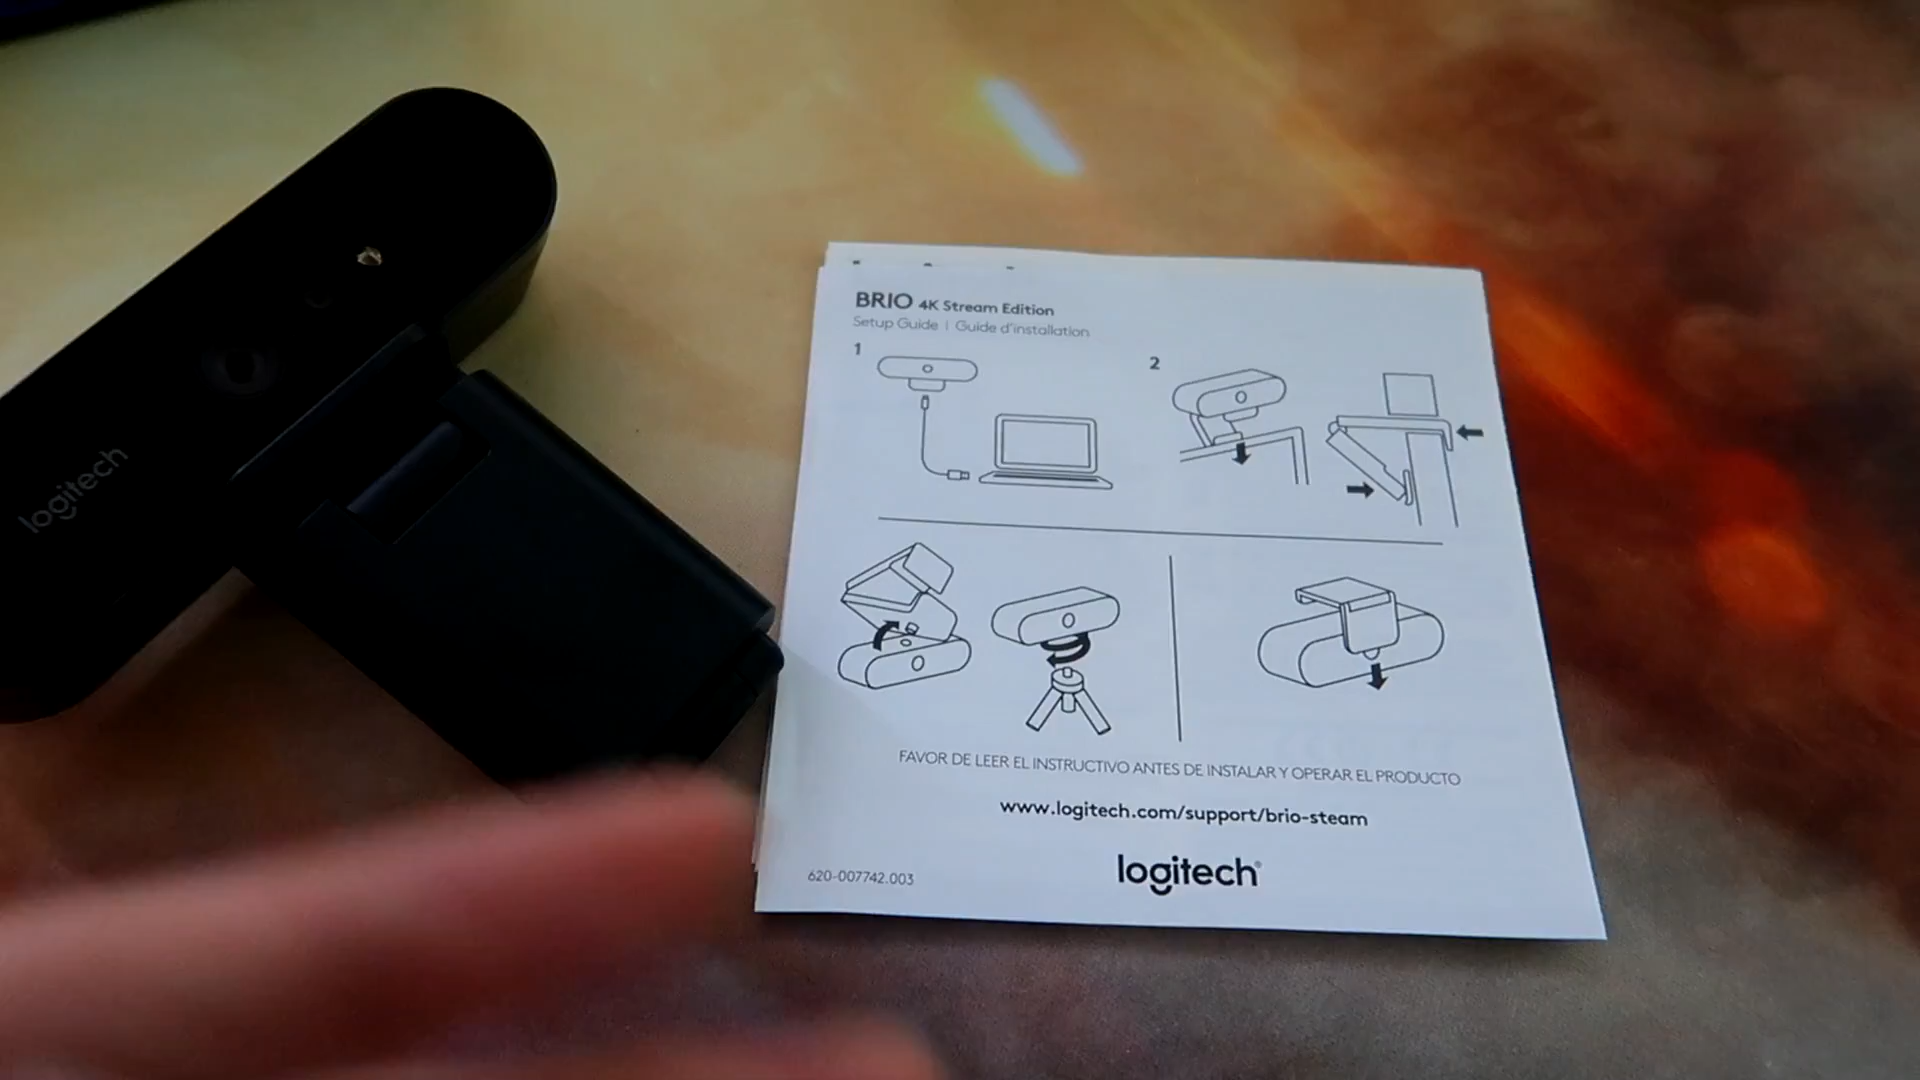 logitech
BRIO 4K Stream Edition
Setup Guide | Guide d'installation
1
2
FAVOR DE LEER EL INSTRUCTIVO ANTES DE INSTALAR Y OPERAR EL PRODUCTO
www.logitech.com/support/brio-steam
620-007742.003
logitech